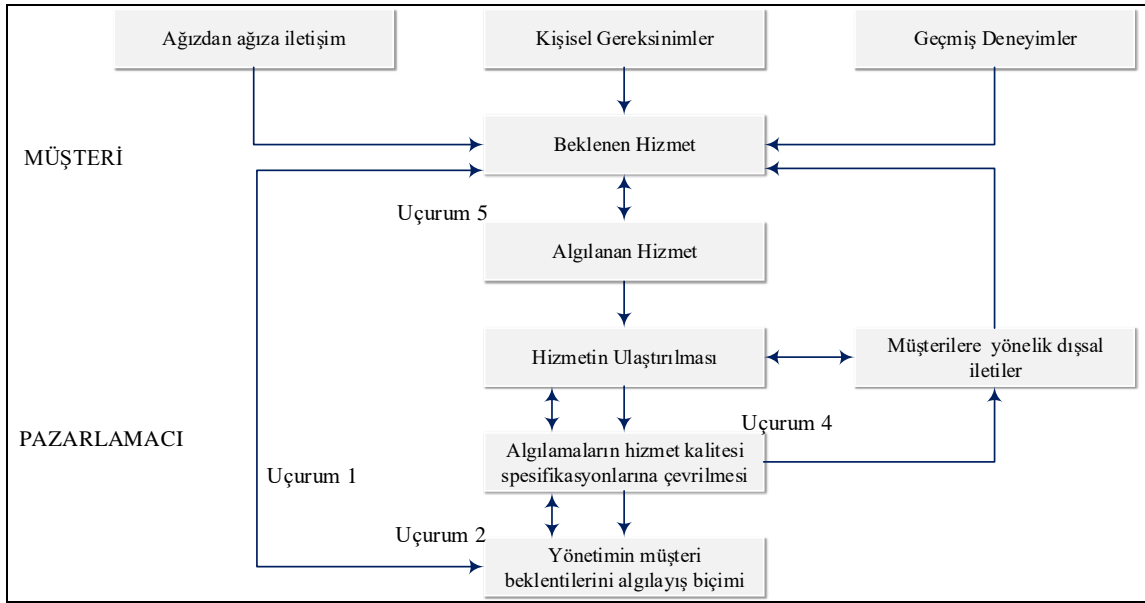 Ağızdan ağıza iletişim
Kişisel Gereksinimler
Geçmiş Deneyimler
Beklenen Hizmet
MÜŞTERİ
Uçurum 5
Algılanan Hizmet
Hizmetin Ulaştırılması
Müşterilere yönelik dışsal
iletiler
Uçurum 4
PAZARLAMACI
Algılamaların hizmet kalitesi
spesifikasyonlarına çevrilmesi
Uçurum 1
Uçurum 2
Yönetimin müşteri
beklentilerini algılayış biçimi